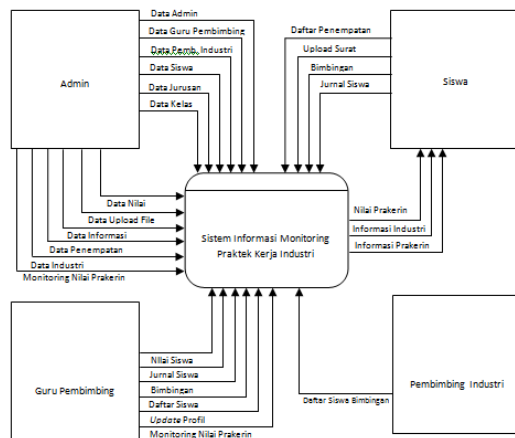 Data Admin
Data Guru Pembimbing
Data Pemb. Industri
Data Siswa
Data Jurusan
Data Kelas
Admin
Daftar Penempatan
Upload Surat
Bimbingan
Jurnal Siswa
Siswa
Data Nilai
Data Upload File
Data Informasi
Data Penempatan
Data Industri
Monitoring Nilai Prakerin
Sistem Informasi Monitoring
Praktek Kerja Industri
Nilai Prakerin
Informasi Industri
Informasi Prakerin
Guru Pembimbing
Nilai Siswa
Jurnal Siswa
Bimbingan
Daftar Siswa
Update Profil
Monitoring Nilai Prakerin
Daftar Siswa Bimbingan
Pembimbing Industri